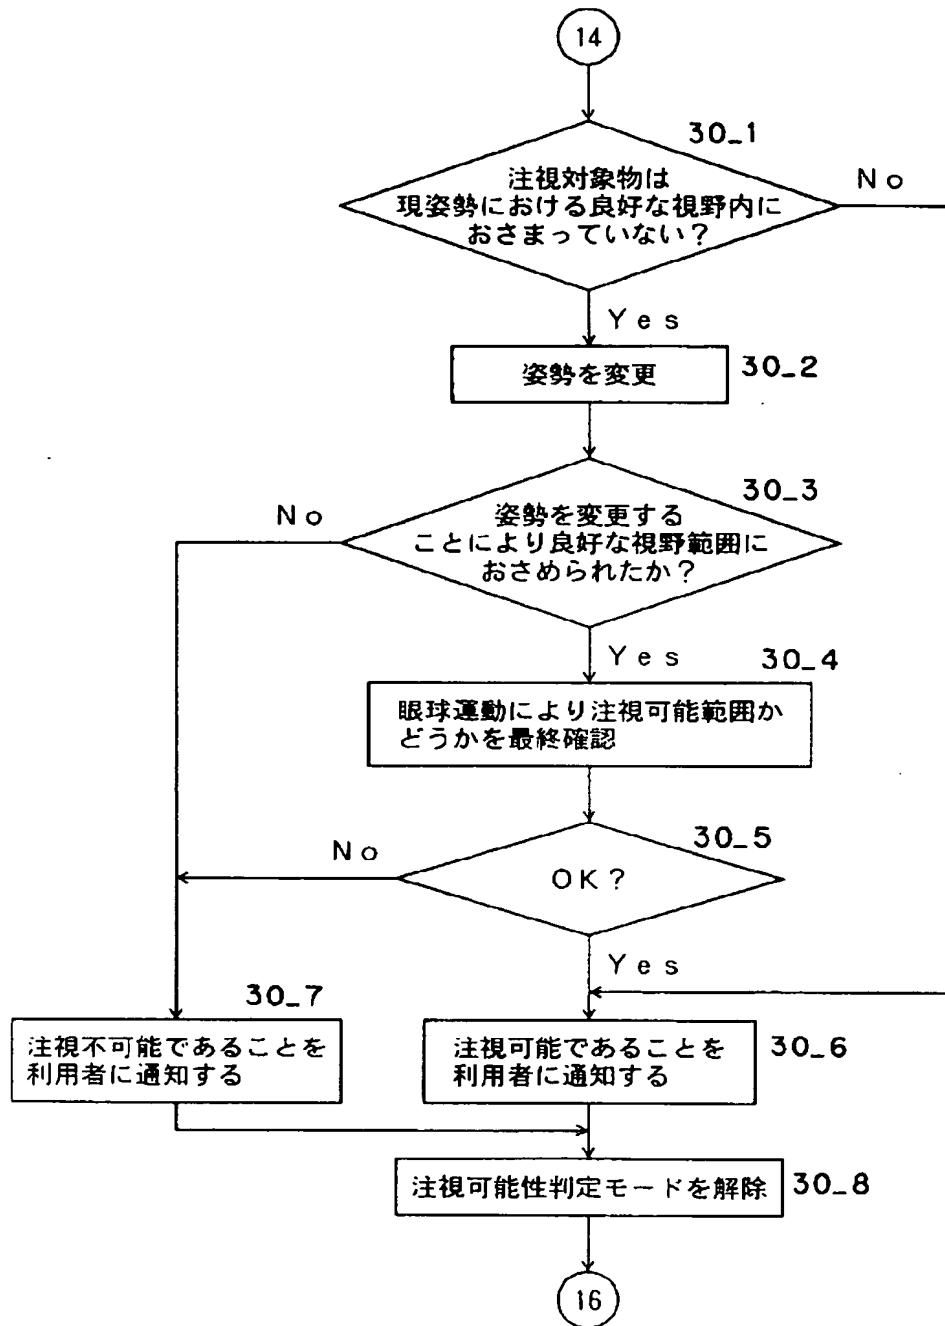 14
30_1
注視対象物は
現姿勢における良好な視野内に
おさまっていない？
No
Yes
姿勢を変更
30_2
30_3
姿勢を変更する
ことにより良好な視野範囲に
おさめられたか？
No
Yes
30_4
眼球運動により注視可能範囲か
どうかを最終確認
30_5
No
OK？
Yes
30_7
注視不可能であることを
利用者に通知する
注視可能であることを
利用者に通知する
30_6
注視可能性判定モードを解除
30_8
16